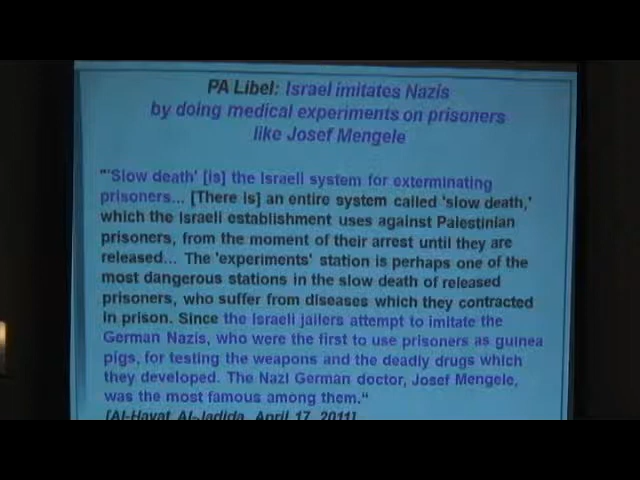 PA Libel: Israel imitates Nazis
by doing medical experiments on prisoners
like Josef Mengele
"'Slow death' [is] the Israeli system for exterminating
prisoners... [There is] an entire system called 'slow death,'
which the Israeli establishment uses against Palestinian
prisoners, from the moment of their arrest until they are
released... The 'experiments' station is perhaps one of the
most dangerous stations in the slow death of released
prisoners, who suffer from diseases which they contracted
in prison. Since the Israeli jailers attempt to imitate the
German Nazis, who were the first to use prisoners as guinea
pigs, for testing the weapons and the deadly drugs which
they developed. The Nazi German doctor, Josef Mengele,
was the most famous among them."
[Al-Hayat Al-Jadida, April 17, 2011]